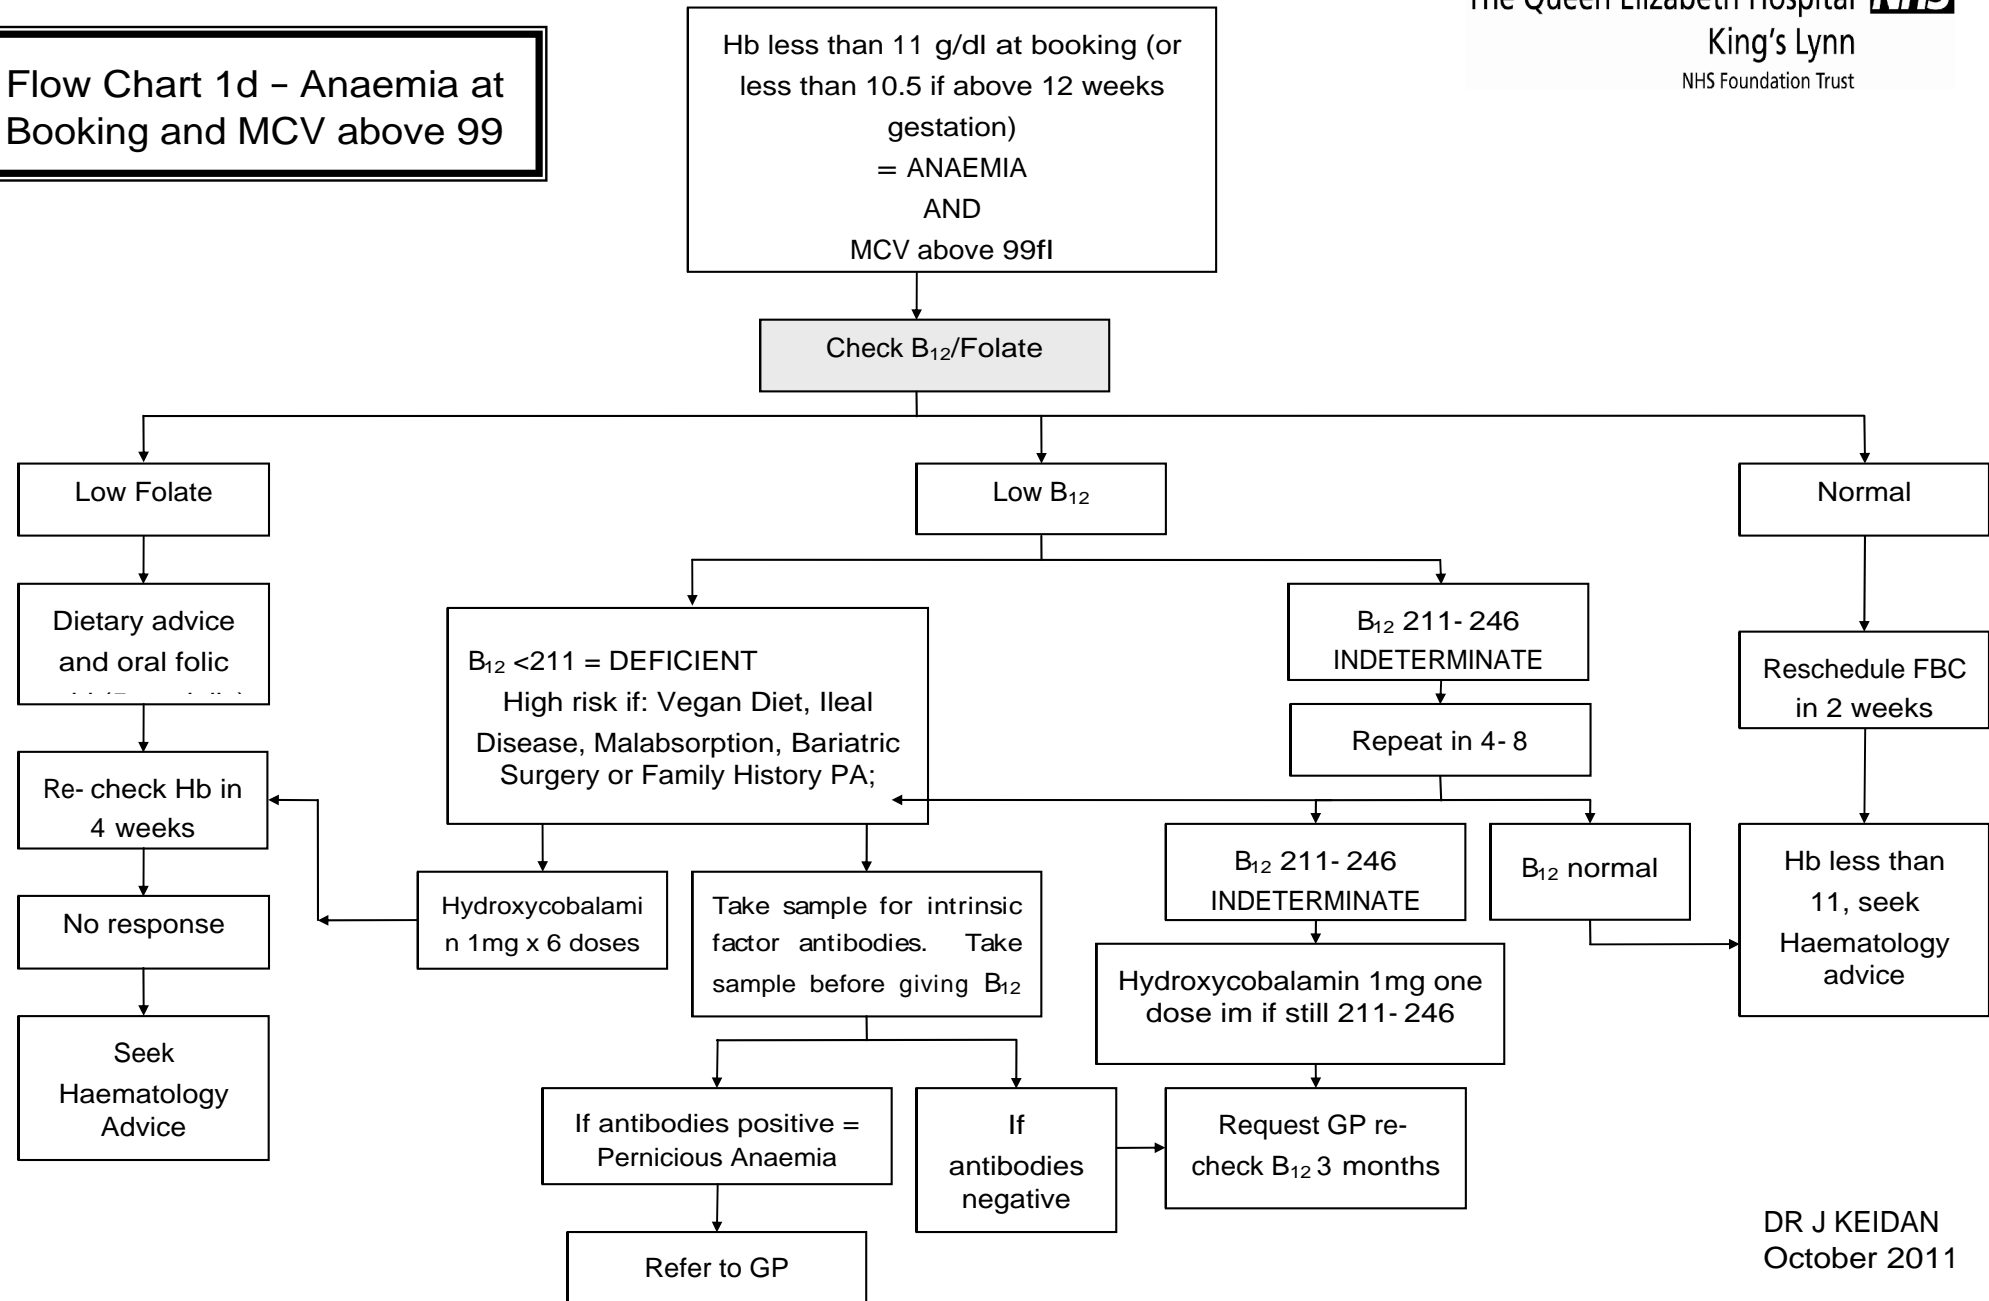 The Queen Elizabeth Hospital NHS
King's Lynn
NHS Foundation Trust
Flow Chart 1d – Anaemia at
Booking and MCV above 99
Hb less than 11 g/dl at booking (or
less than 10.5 if above 12 weeks
gestation)
= ANAEMIA
AND
MCV above 99fl
Check B₁₂/Folate
Low Folate
Low B₁₂
Normal
Dietary advice
and oral folic
B₁₂ <211 = DEFICIENT
High risk if: Vegan Diet, Ileal
Disease, Malabsorption, Bariatric
Surgery or Family History PA;
B₁₂ 211- 246
INDETERMINATE
Reschedule FBC
in 2 weeks
Repeat in 4- 8
Re- check Hb in
4 weeks
No response
Seek
Haematology
Advice
Hydroxycobalami
n 1mg x 6 doses
Take sample for intrinsic
factor antibodies. Take
sample before giving B₁₂
B₁₂ 211- 246
INDETERMINATE
B₁₂ normal
Hb less than
11, seek
Haematology
advice
Hydroxycobalamin 1mg one
dose im if still 211- 246
If antibodies positive =
Pernicious Anaemia
If
antibodies
negative
Request GP re-
check B₁₂ 3 months
Refer to GP
DR J KEIDAN
October 2011